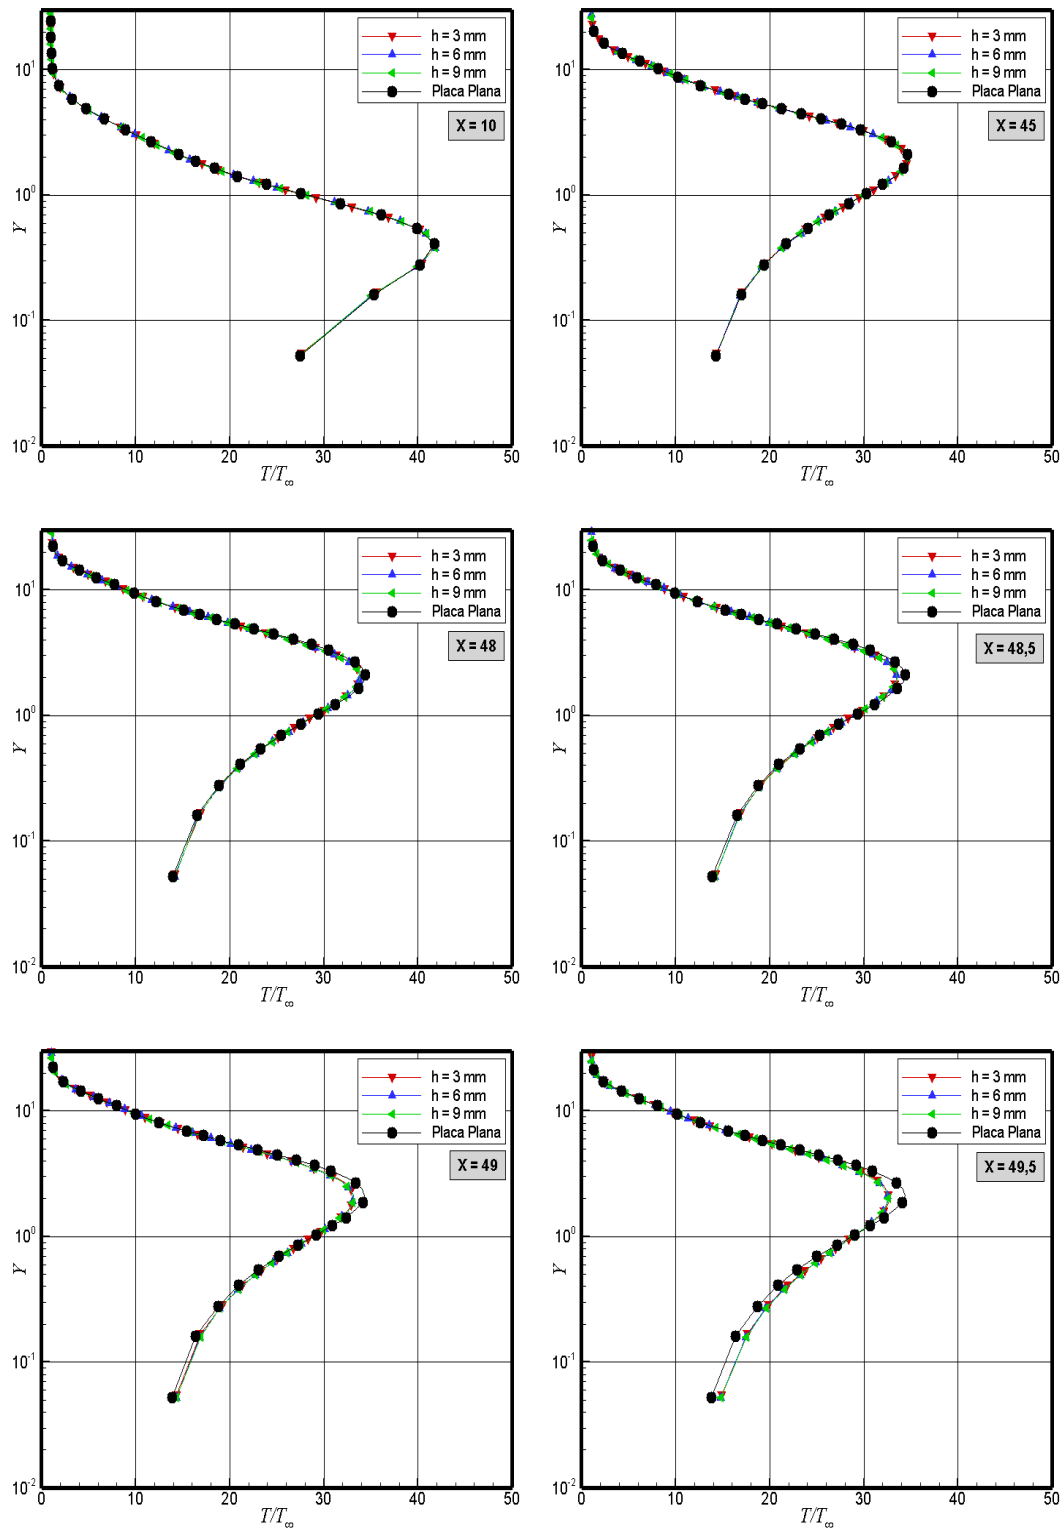 h = 3 mm
h = 6 mm
h = 9 mm
Placa Plana
X = 10
10¹
10⁰
10⁻¹
10⁻²
Y
0 10 20 30 40 50
T/T∞
h = 3 mm
h = 6 mm
h = 9 mm
Placa Plana
X = 45
10¹
10⁰
10⁻¹
10⁻²
Y
0 10 20 30 40 50
T/T∞
h = 3 mm
h = 6 mm
h = 9 mm
Placa Plana
X = 48
10¹
10⁰
10⁻¹
10⁻²
Y
0 10 20 30 40 50
T/T∞
h = 3 mm
h = 6 mm
h = 9 mm
Placa Plana
X = 48,5
10¹
10⁰
10⁻¹
10⁻²
Y
0 10 20 30 40 50
T/T∞
h = 3 mm
h = 6 mm
h = 9 mm
Placa Plana
X = 49
10¹
10⁰
10⁻¹
10⁻²
Y
0 10 20 30 40 50
T/T∞
h = 3 mm
h = 6 mm
h = 9 mm
Placa Plana
X = 49,5
10¹
10⁰
10⁻¹
10⁻²
Y
0 10 20 30 40 50
T/T∞